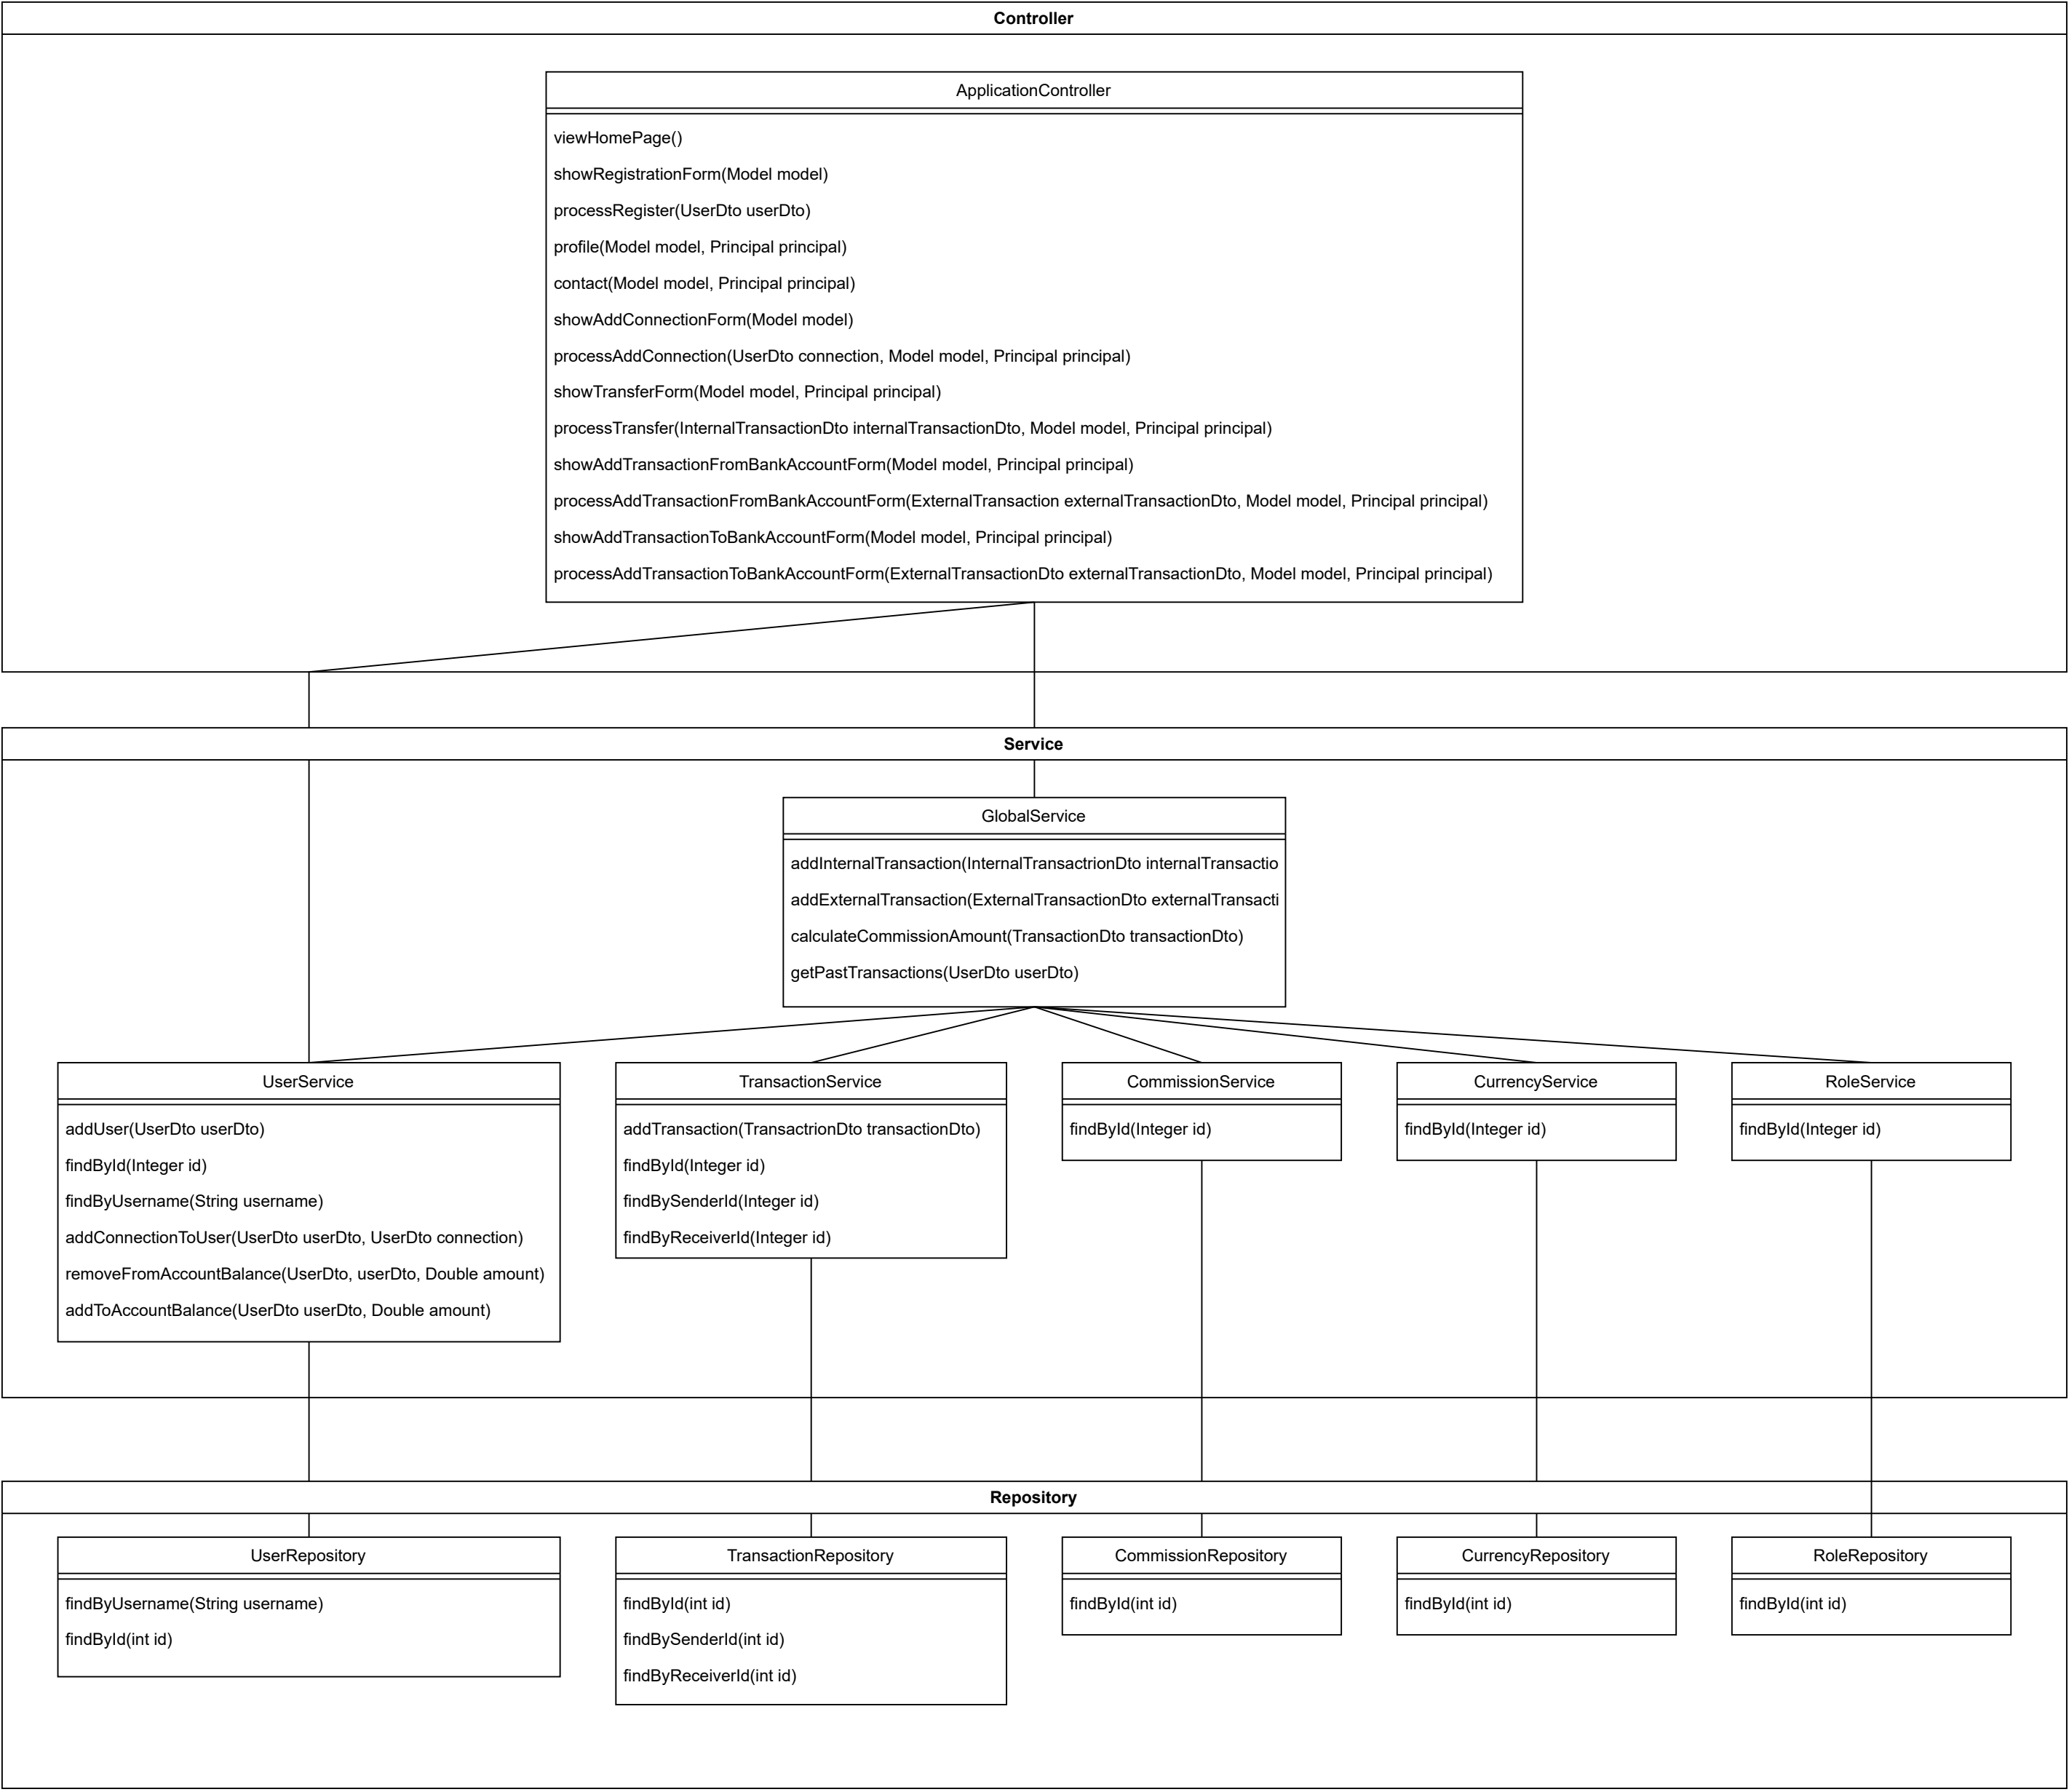 Controller
ApplicationController
viewHomePage()
showRegistrationForm(Model model)
processRegister(UserDto userDto)
profile(Model model, Principal principal)
contact(Model model, Principal principal)
showAddConnectionForm(Model model)
processAddConnection(UserDto connection, Model model, Principal principal)
showTransferForm(Model model, Principal principal)
processTransfer(InternalTransactionDto internalTransactionDto, Model model, Principal principal)
showAddTransactionFromBankAccountForm(Model model, Principal principal)
processAddTransactionFromBankAccountForm(ExternalTransaction externalTransactionDto, Model model, Principal principal)
showAddTransactionToBankAccountForm(Model model, Principal principal)
processAddTransactionToBankAccountForm(ExternalTransactionDto externalTransactionDto, Model model, Principal principal)
Service
GlobalService
addInternalTransaction(InternalTransactrionDto internalTransactio
addExternalTransaction(ExternalTransactionDto externalTransacti
calculateCommissionAmount(TransactionDto transactionDto)
getPastTransactions(UserDto userDto)
UserService
addUser(UserDto userDto)
findById(Integer id)
findByUsername(String username)
addConnectionToUser(UserDto userDto, UserDto connection)
removeFromAccountBalance(UserDto, userDto, Double amount)
addToAccountBalance(UserDto userDto, Double amount)
TransactionService
addTransaction(TransactrionDto transactionDto)
findById(Integer id)
findBySenderId(Integer id)
findByReceiverId(Integer id)
CommissionService
findById(Integer id)
CurrencyService
findById(Integer id)
RoleService
findById(Integer id)
Repository
UserRepository
findByUsername(String username)
findById(int id)
TransactionRepository
findById(int id)
findBySenderId(int id)
findByReceiverId(int id)
CommissionRepository
findById(int id)
CurrencyRepository
findById(int id)
RoleRepository
findById(int id)